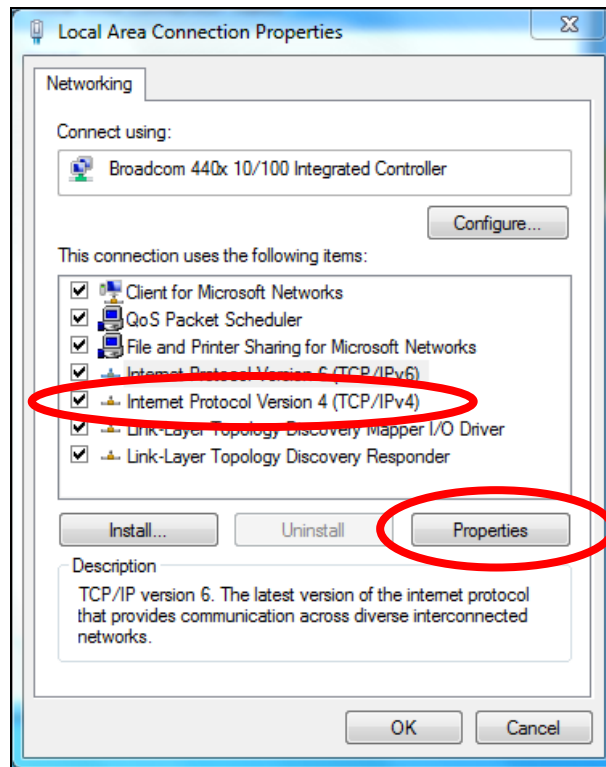 Local Area Connection Properties
Networking
Connect using:
Broadcom 440x 10/100 Integrated Controller
Configure...
This connection uses the following items:
Client for Microsoft Networks
QoS Packet Scheduler
File and Printer Sharing for Microsoft Networks
Internet Protocol Version 6 (TCP/IPv6)
Internet Protocol Version 4 (TCP/IPv4)
Link-Layer Topology Discovery Mapper I/O Driver
Link-Layer Topology Discovery Responder
Install...
Uninstall
Properties
Description
TCP/IP version 6. The latest version of the internet protocol
that provides communication across diverse interconnected
networks.
OK
Cancel